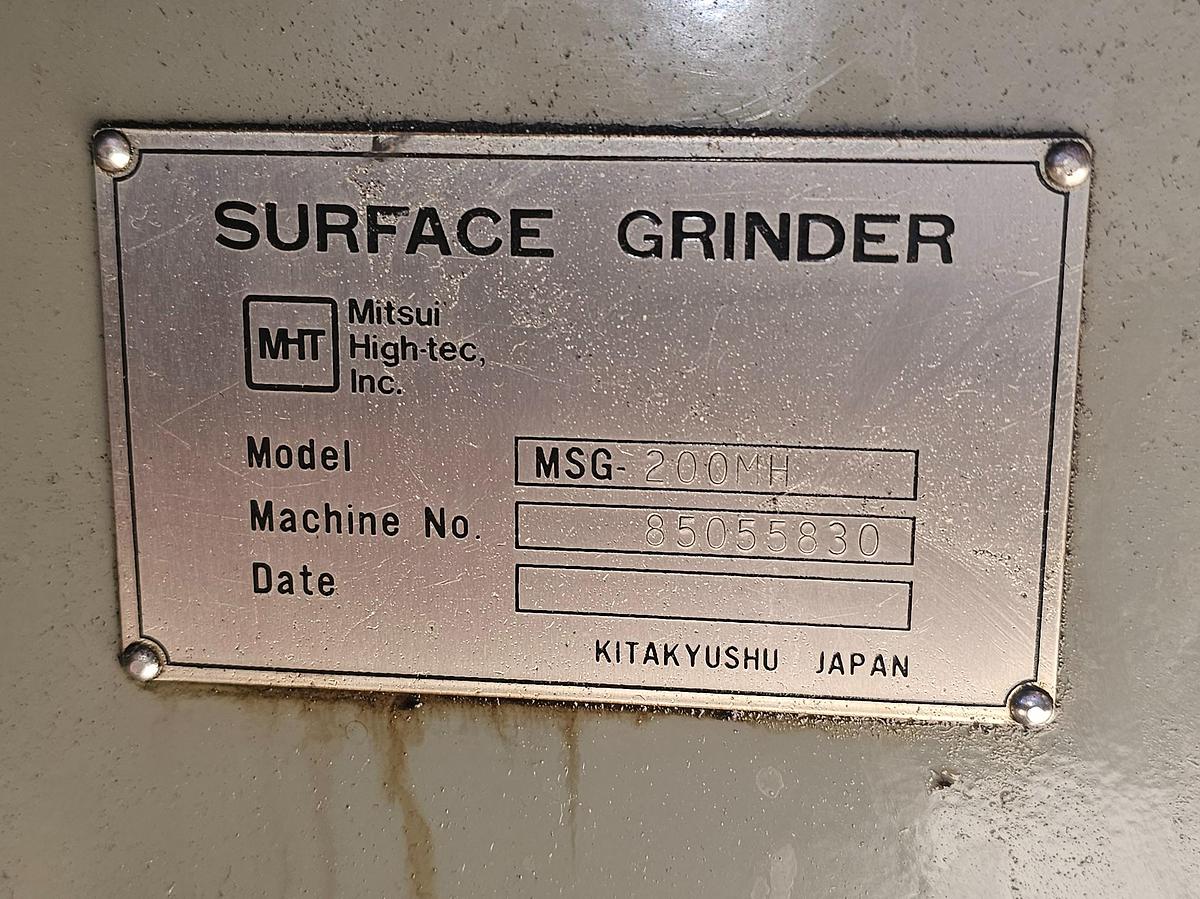 SURFACE GRINDER
MHT
Mitsui
High-tec,
Inc.
Model MSG-200MH
Machine No. 85055830
Date
KITAKYUSHU JAPAN